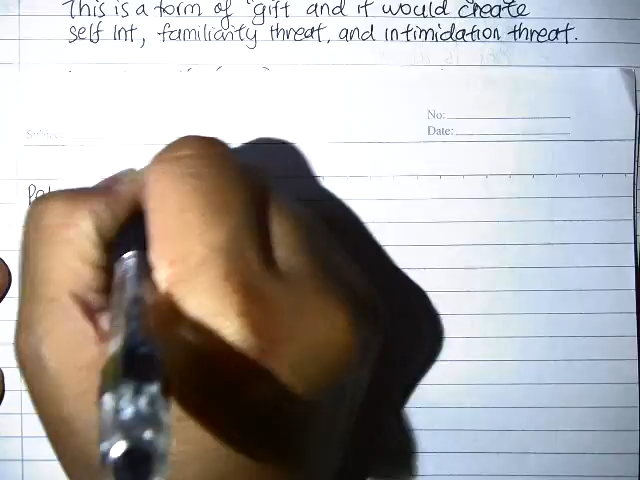 This is a form of "gift and it would create
self Int, familiarity threat, and intimidation threat.
No:
Date: